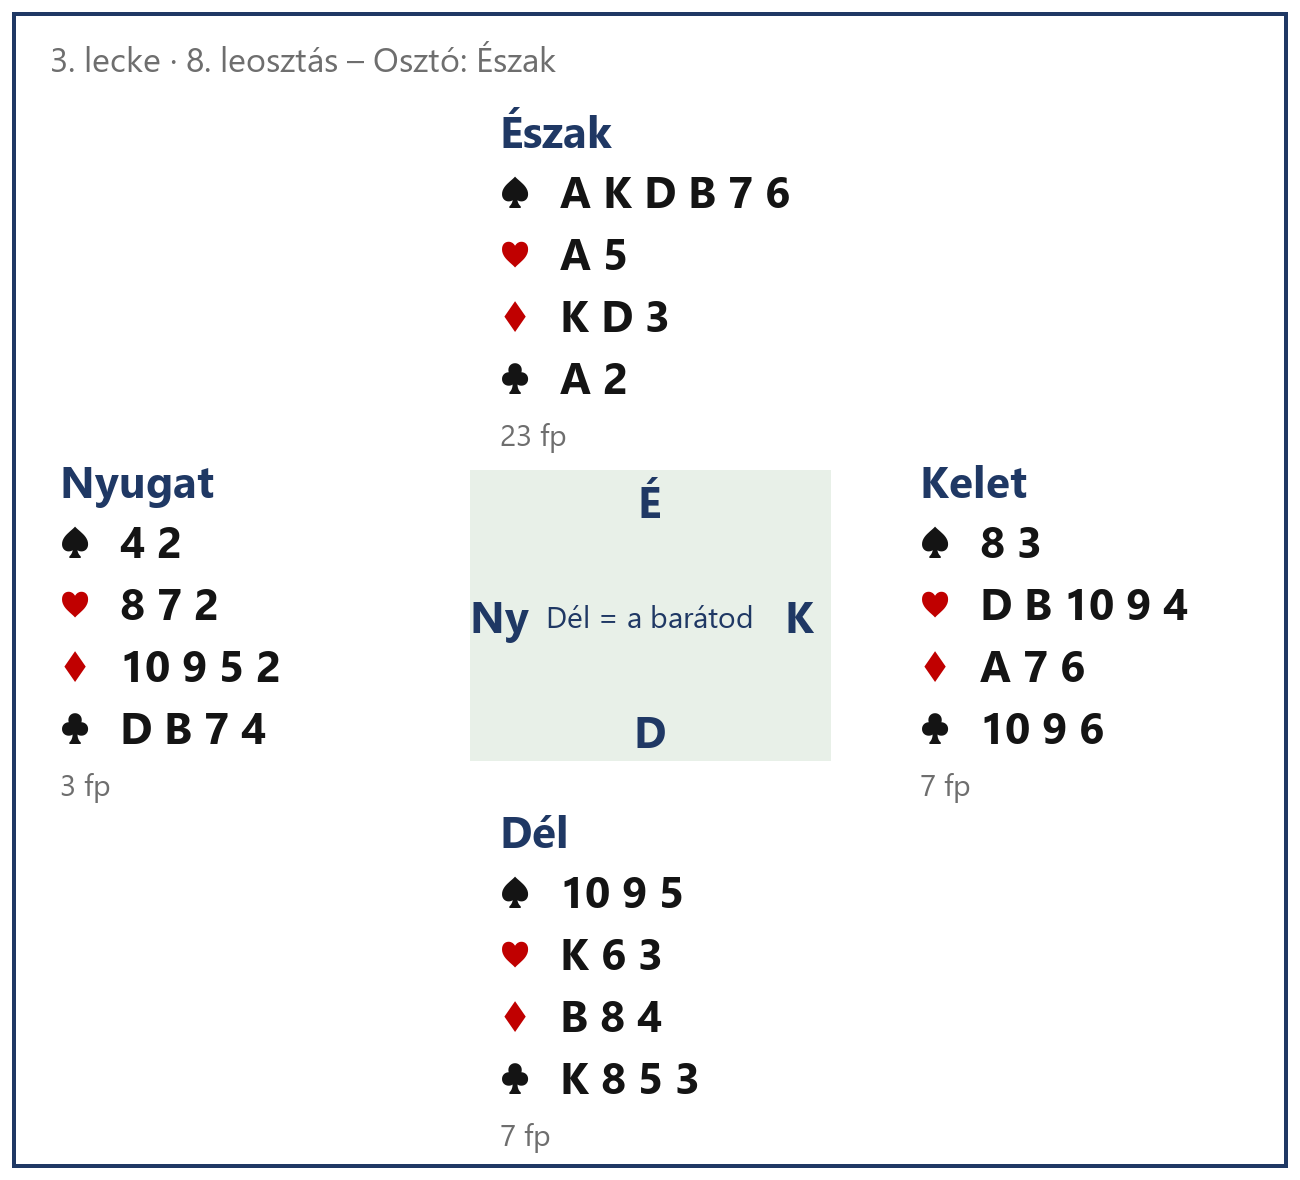 3. lecke · 8. leosztás – Osztó: Észak
Észak
♠ A K D B 7 6
♥ A 5
♦ K D 3
♣ A 2
23 fp
Nyugat
♠ 4 2
♥ 8 7 2
♦ 10 9 5 2
♣ D B 7 4
3 fp
É
Ny Dél = a barátod K
D
Kelet
♠ 8 3
♥ D B 10 9 4
♦ A 7 6
♣ 10 9 6
7 fp
Dél
♠ 10 9 5
♥ K 6 3
♦ B 8 4
♣ K 8 5 3
7 fp